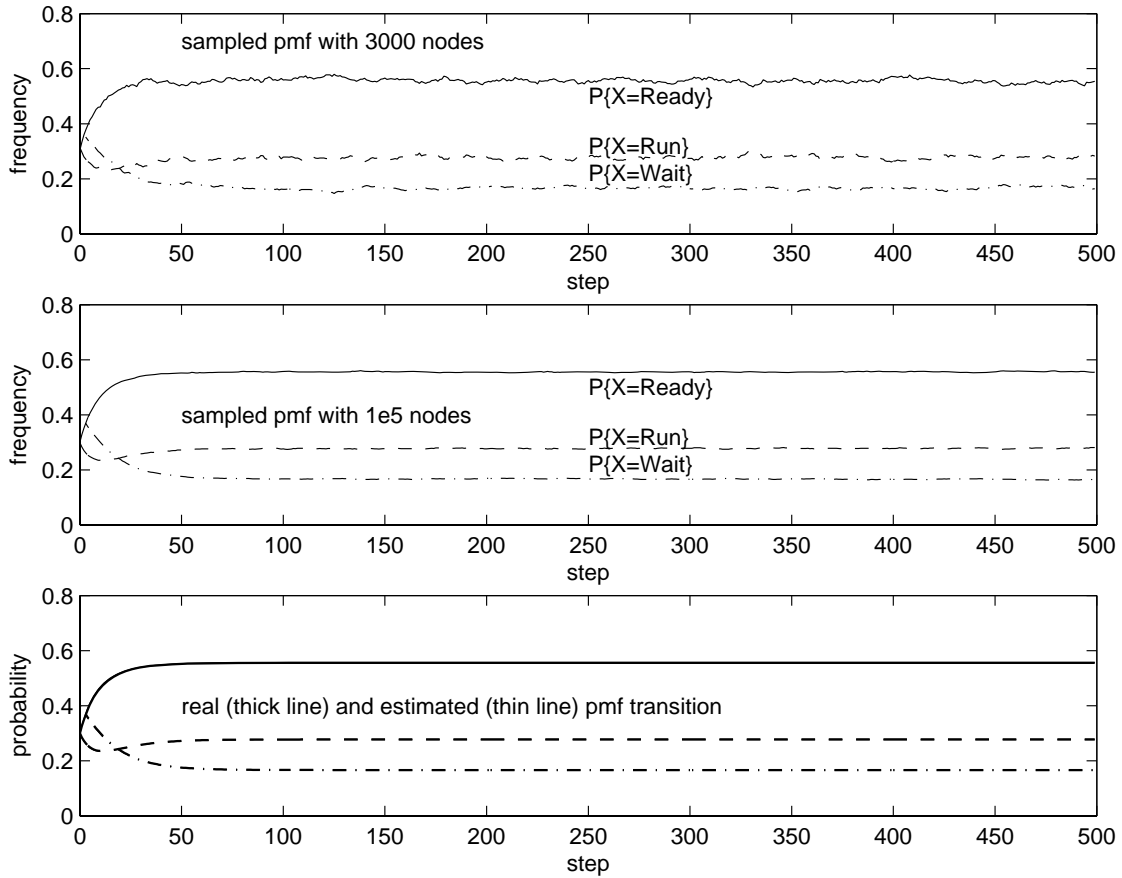 0.8
sampled pmf with 3000 nodes
0.6
P{X=Ready}
frequency
0.4
P{X=Run}
0.2
P{X=Wait}
0
0 50 100 150 200 250 300 350 400 450 500
step
0.8
0.6
P{X=Ready}
frequency
0.4
sampled pmf with 1e5 nodes
P{X=Run}
0.2
P{X=Wait}
0
0 50 100 150 200 250 300 350 400 450 500
step
0.8
0.6
probability
0.4
real (thick line) and estimated (thin line) pmf transition
0.2
0
0 50 100 150 200 250 300 350 400 450 500
step